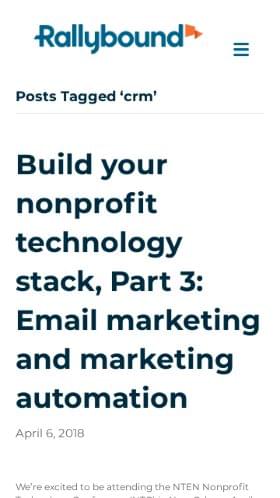 Rallybound
Posts Tagged ‘crm’
Build your
nonprofit
technology
stack, Part 3:
Email marketing
and marketing
automation
April 6, 2018
We’re excited to be attending the NTEN Nonprofit